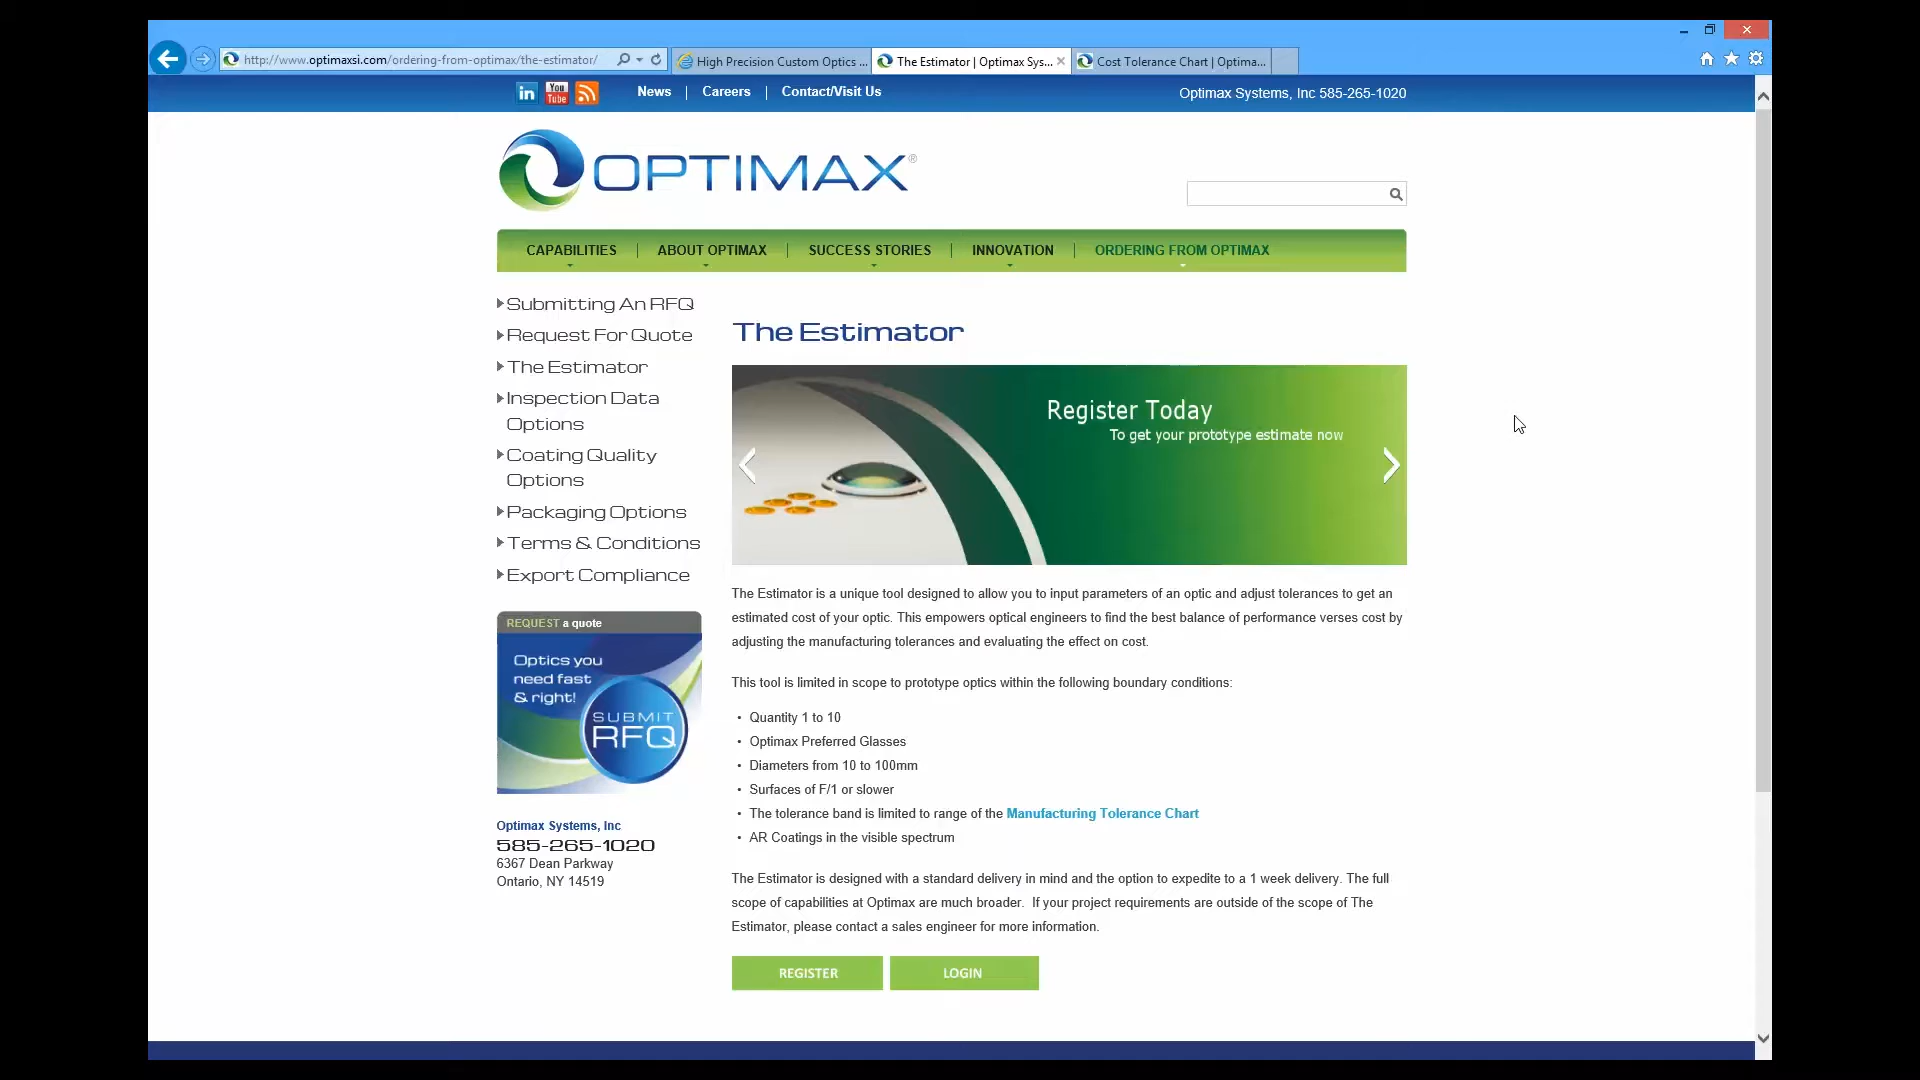 http://www.optimaxsi.com/ordering-from-optimax/the-estimator/
High Precision Custom Optics ...
The Estimator | Optimax Sys...
Cost Tolerance Chart | Optima...
in
You Tube
News | Careers | Contact/Visit Us
Optimax Systems, Inc 585-265-1020
OPTIMAX®
CAPABILITIES | ABOUT OPTIMAX | SUCCESS STORIES | INNOVATION | ORDERING FROM OPTIMAX
Submitting An RFQ
Request For Quote
The Estimator
Inspection Data
Options
Coating Quality
Options
Packaging Options
Terms & Conditions
Export Compliance
REQUEST a quote
Optics you
need fast
& right!
SUBMIT
RFQ
Optimax Systems, Inc
585-265-1020
6367 Dean Parkway
Ontario, NY 14519
The Estimator
Register Today
To get your prototype estimate now
The Estimator is a unique tool designed to allow you to input parameters of an optic and adjust tolerances to get an
estimated cost of your optic. This empowers optical engineers to find the best balance of performance verses cost by
adjusting the manufacturing tolerances and evaluating the effect on cost.
This tool is limited in scope to prototype optics within the following boundary conditions:
• Quantity 1 to 10
• Optimax Preferred Glasses
• Diameters from 10 to 100mm
• Surfaces of F/1 or slower
• The tolerance band is limited to range of the Manufacturing Tolerance Chart
• AR Coatings in the visible spectrum
The Estimator is designed with a standard delivery in mind and the option to expedite to a 1 week delivery. The full
scope of capabilities at Optimax are much broader. If your project requirements are outside of the scope of The
Estimator, please contact a sales engineer for more information.
REGISTER
LOGIN